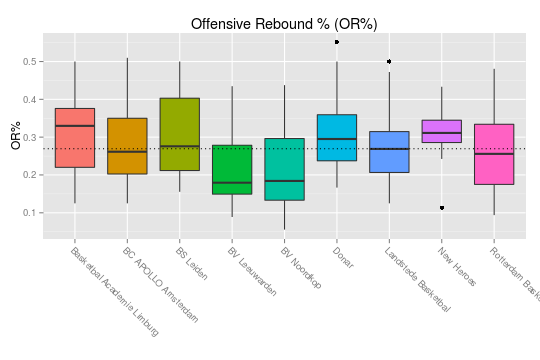 Offensive Rebound % (OR%)
OR%
0.5
0.4
0.3
0.2
0.1
Basketbal Academie Limburg
BC APOLLO Amsterdam
BS Leiden
BV Leeuwarden
BV Noordkop
Donar
Landstede Basketbal
New Heroes
Rotterdam Bask